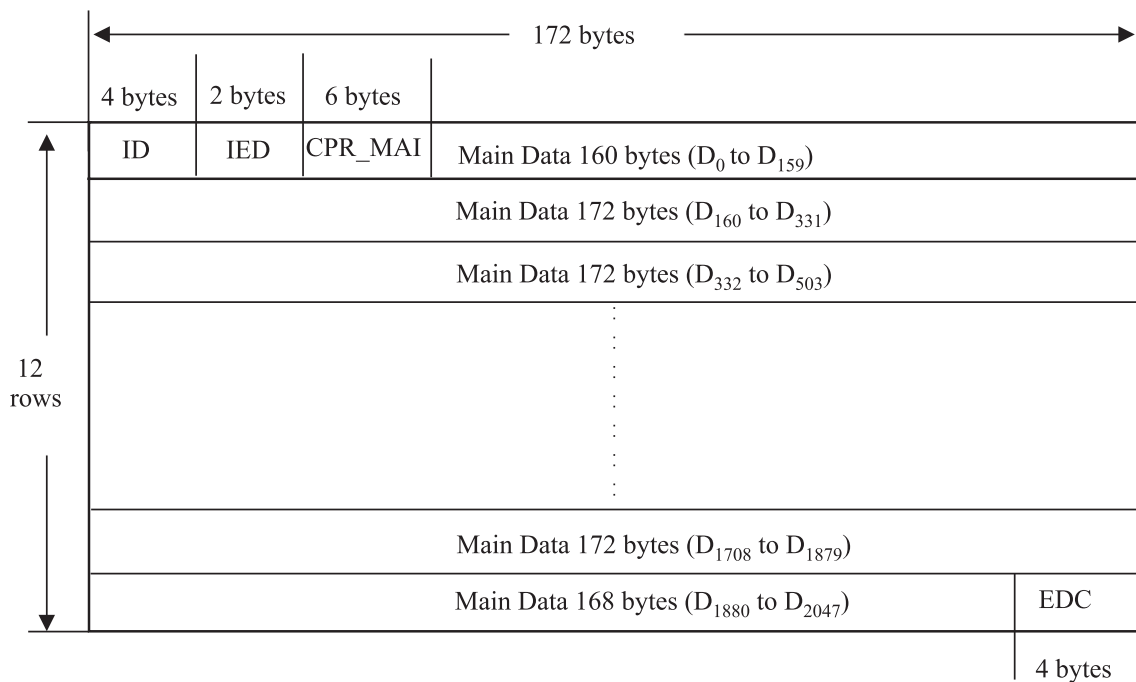 172 bytes
4 bytes 2 bytes 6 bytes
ID IED CPR_MAI Main Data 160 bytes (D0 to D159)
Main Data 172 bytes (D160 to D331)
Main Data 172 bytes (D332 to D503)
12
rows
Main Data 172 bytes (D1708 to D1879)
Main Data 168 bytes (D1880 to D2047) EDC
4 bytes